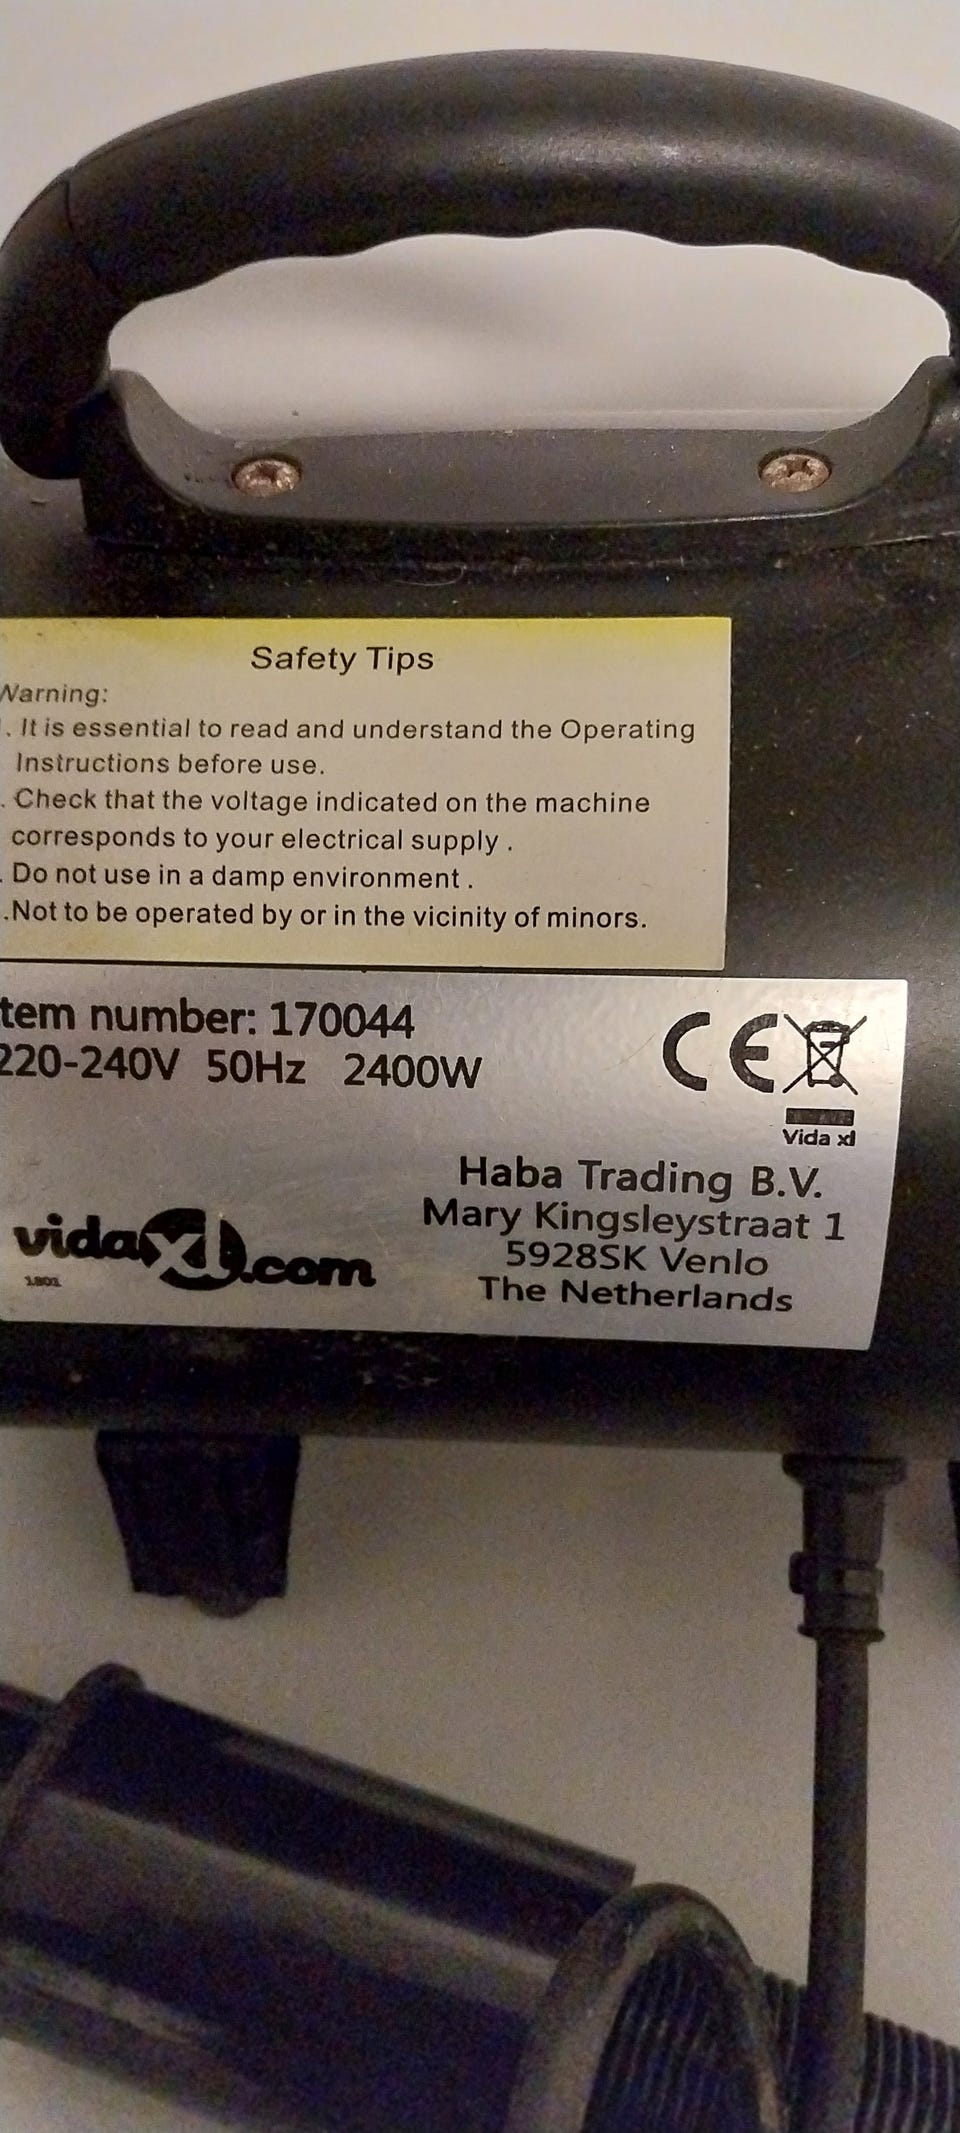 Safety Tips
Warning:
. It is essential to read and understand the Operating
Instructions before use.
. Check that the voltage indicated on the machine
corresponds to your electrical supply .
. Do not use in a damp environment .
.Not to be operated by or in the vicinity of minors.
tem number: 170044
220-240V 50Hz 2400W
CE
Vida xl
Haba Trading B.V.
Mary Kingsleystraat 1
5928SK Venlo
The Netherlands
vidaXL.com
1801